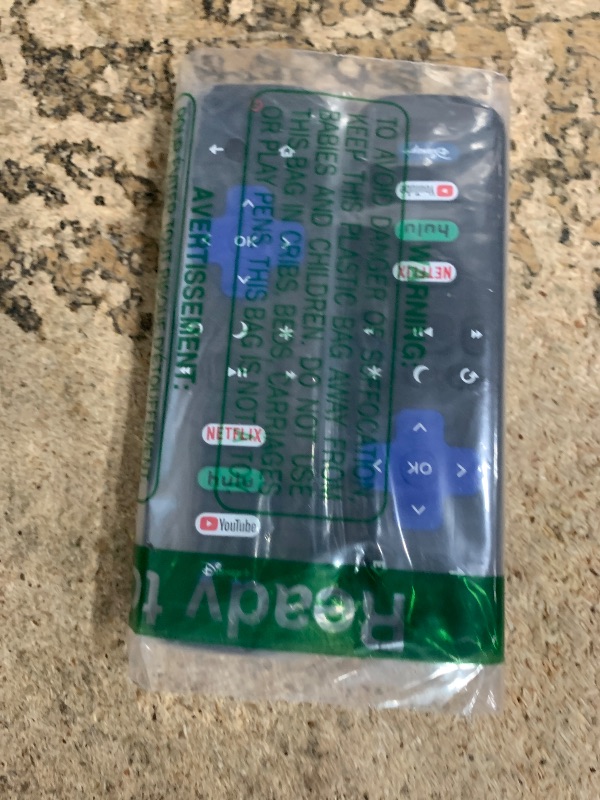 WARNING:
TO AVOID DANGER OF SUFFOCATION
KEEP THIS PLASTIC BAG AWAY FROM
BABIES AND CHILDREN. DO NOT USE
THIS BAG IN CRIBS, BEDS, CARRIAGES
OR PLAY PENS. THIS BAG IS NOT
AVERTISSEMENT:
YouTube
hulu
NETFLIX
OK
OK
NETFLIX
hulu
YouTube
Ready to